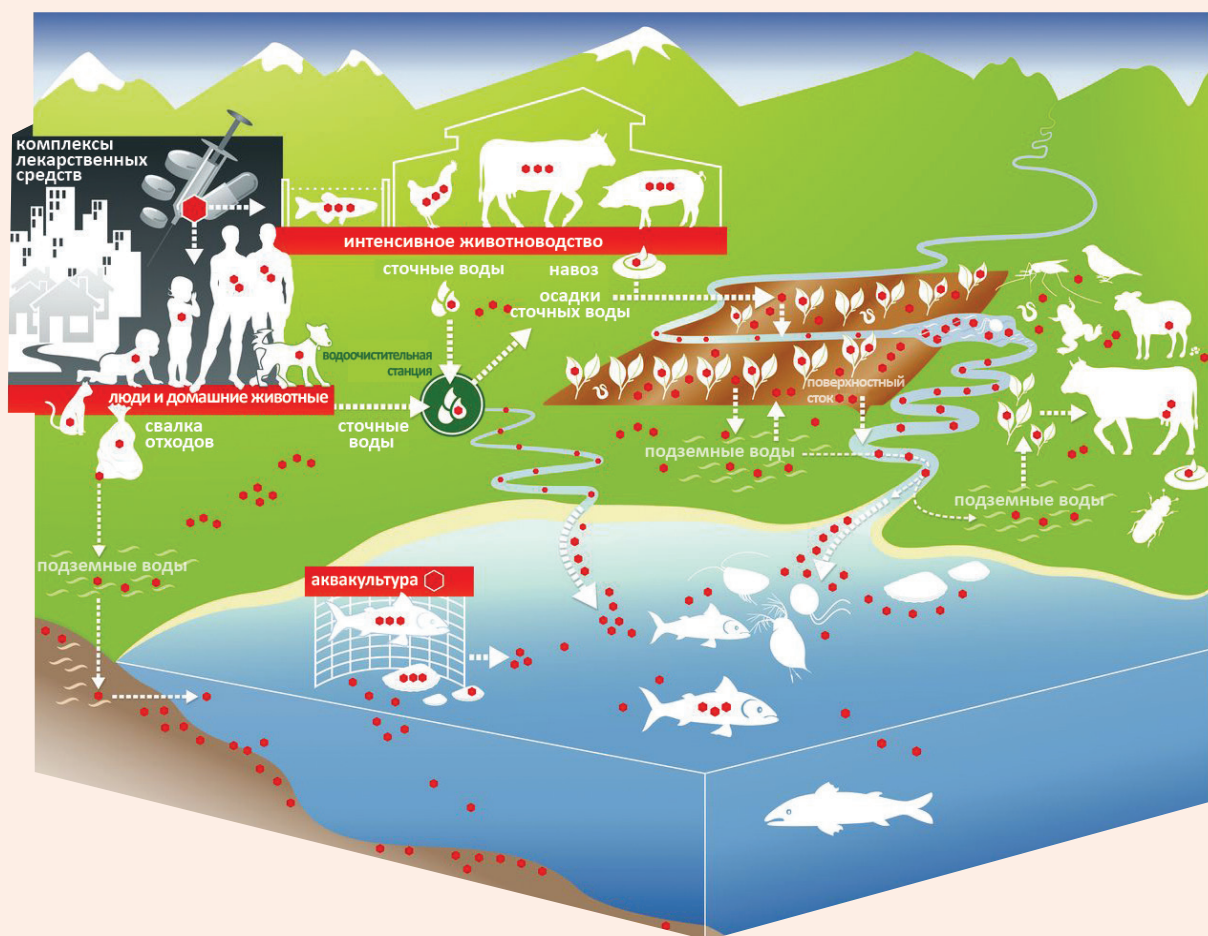 комплексы
лекарственных
средств
интенсивное животноводство
сточные воды
навоз
осадки
сточных воды
водоочистительная
станция
люди и домашние животные
свалка
отходов
сточные
воды
поверхностный
сток
подземные воды
подземные воды
подземные воды
аквакультура